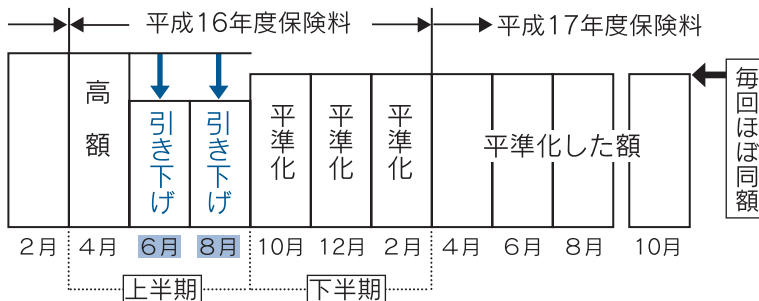 平成16年度保険料
平成17年度保険料
高額
引き下げ
引き下げ
平準化
平準化
平準化
平準化した額
毎回ほぼ同額
2月 4月 6月 8月 10月 12月 2月 4月 6月 8月 10月
上半期 下半期